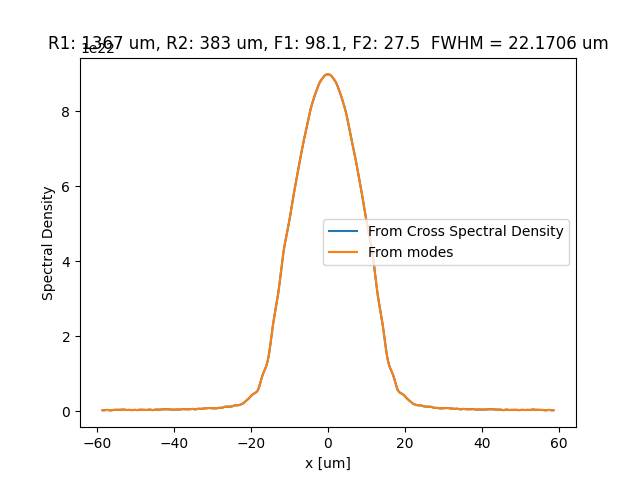 R1: 1367 um, R2: 383 um, F1: 98.1, F2: 27.5  FWHM = 22.1706 um
1e22
8
6
4
2
0
Spectral Density
From Cross Spectral Density
From modes
−60 −40 −20 0 20 40 60
x [um]